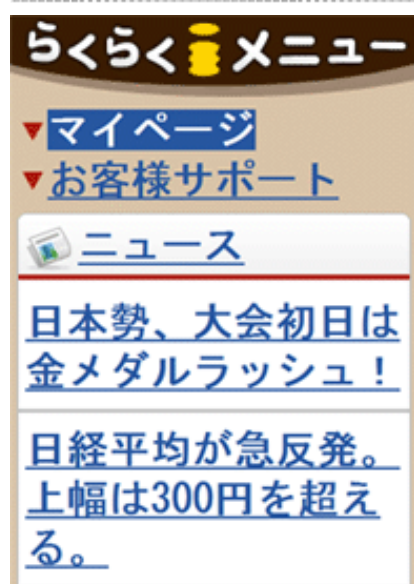 らくらくiメニュー
▼マイページ
▼お客様サポート
ニュース
日本勢、大会初日は
金メダルラッシュ！
日経平均が急反発。
上幅は300円を超え
る。